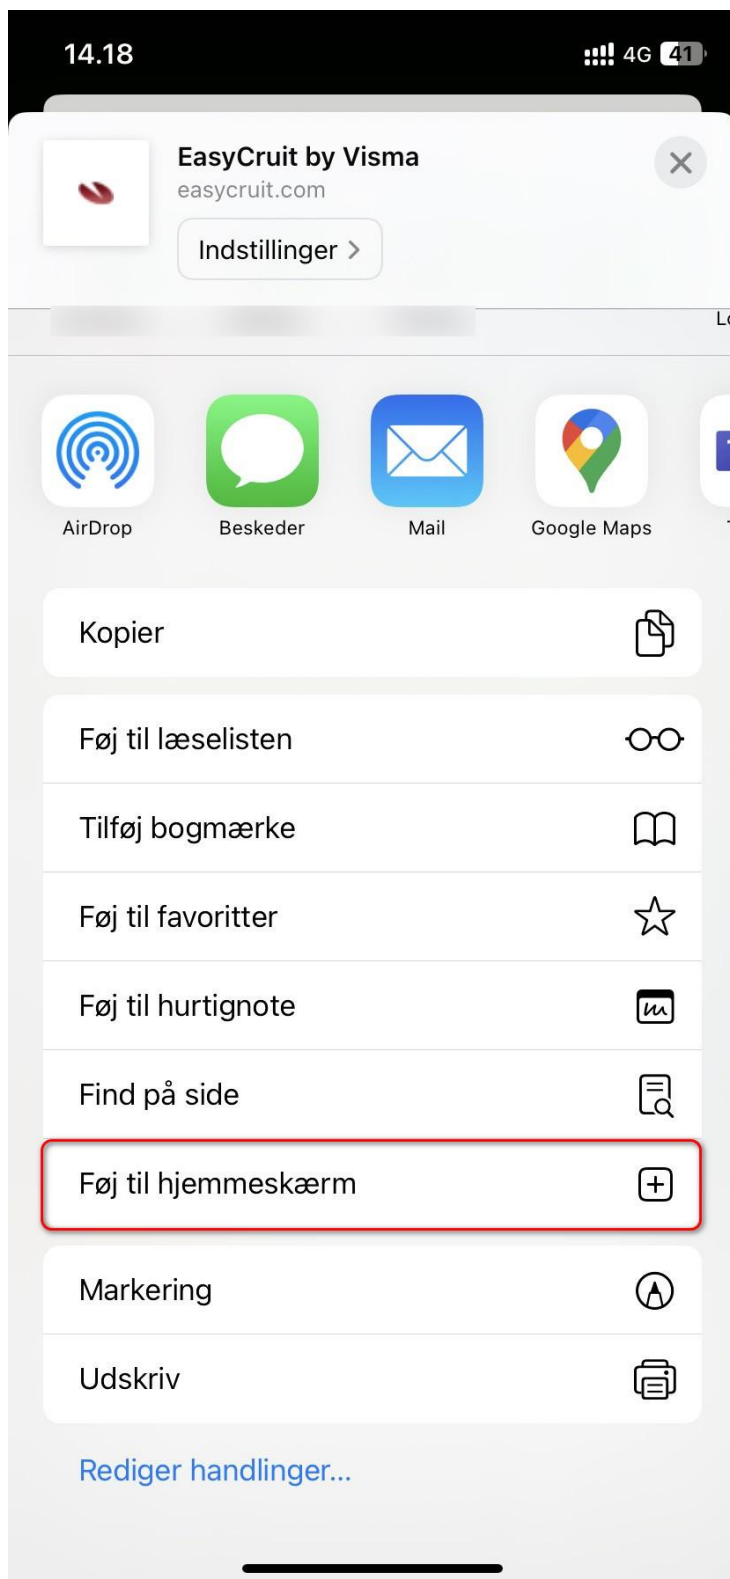 14.18
4G 41
EasyCruit by Visma
easycruit.com
Indstillinger
AirDrop
Beskeder
Mail
Google Maps
Kopier
Føj til læselisten
Tilføj bogmærke
Føj til favoritter
Føj til hurtignote
Find på side
Føj til hjemmeskærm
Markering
Udskriv
Rediger handlinger...